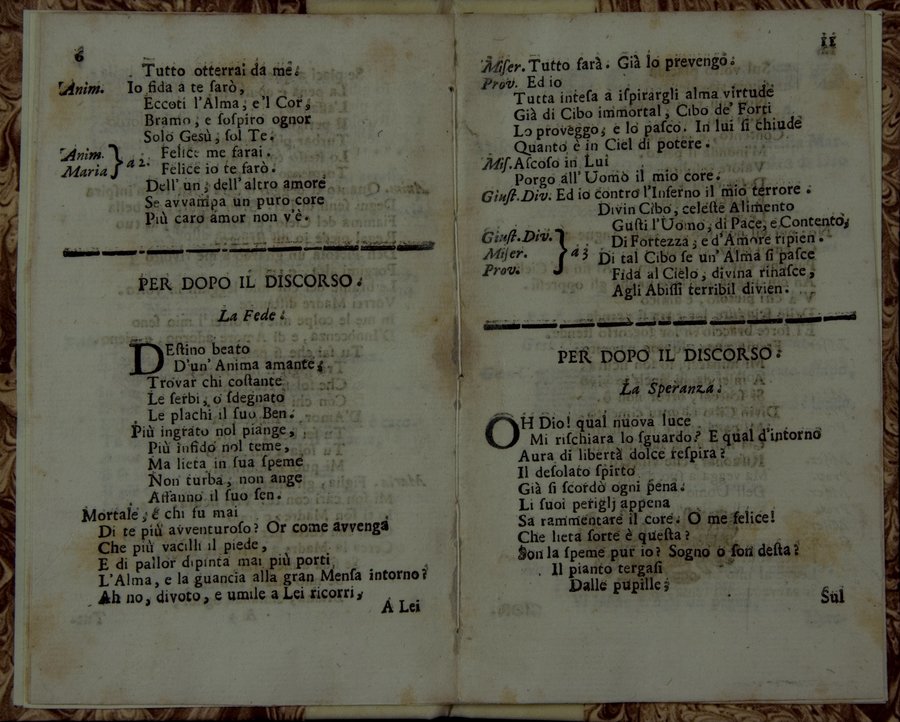 6
Tutto otterrai da me.
Anim. Io fida a te sarò,
Eccoti l'Alma, e'l Cor,
Bramo, e ſoſpiro ognor
Solo Gesù, ſol Te.
Anim. Maria } a 2. Felice me farai.
Felice io te farò.
Dell'un, dell'altro amore
Se avvampa un puro core
Più caro amor non v'è.
PER DOPO IL DISCORSO.
La Fede.
DEſtino beato
D'un' Anima amante,
Trovar chi coſtante
Le ſerbi, o ſdegnato
Le plachi il ſuo Ben.
Più ingrato nol piange,
Più infido nol teme,
Ma lieta in ſua ſpeme
Non turba, non ange
Affanno il ſuo ſen.
Mortale, e chi fu mai
Di te più avventuroſo? Or come avvenga
Che più vacilli il piede,
E di pallor dipinta mai più porti
L'Alma, e la guancia alla gran Menſa intorno?
Ah no, divoto, e umile a Lei ricorri,
A Lei
11
Miſer. Tutto farà. Già lo prevengo.
Prov. Ed io
Tutta inteſa a iſpirargli alma virtude
Già di Cibo immortal, Cibo de' Forti
Lo proveggo, e lo paſco. In lui ſi chiude
Quanto è in Ciel di potere.
Miſ. Aſcoſo in Lui
Porgo all' Uomo il mio core.
Giuſt. Div. Ed io contro l'Inferno il mio terrore.
Divin Cibo, celeſte Alimento
Guſti l'Uomo, di Pace, e Contento,
Giuſt. Div. Miſer. Prov. } a 3 Di Fortezza, e d'Amore ripien.
Di tal Cibo ſe un' Alma ſi paſce
Fida al Cielo, divina rinaſce,
Agli Abiſſi terribil divien.
PER DOPO IL DISCORSO.
La Speranza.
OH Dio! qual nuova luce
Mi riſchiara lo ſguardo? E qual d'intorno
Aura di libertà dolce reſpira?
Il deſolato ſpirto
Già ſi ſcordò ogni pena.
Li ſuoi periglj appena
Sa rammentare il core. O me felice!
Che lieta ſorte è queſta?
Son la ſpeme pur io? Sogno o ſon deſta?
Il pianto tergaſi
Dalle pupille;
Sul